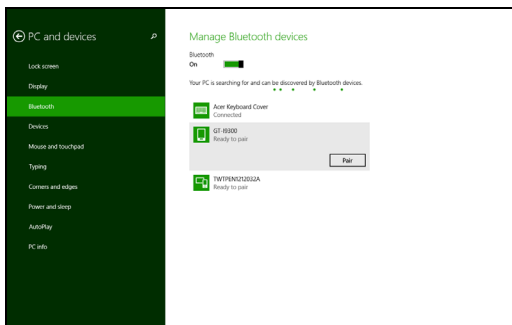 PC and devices
Lock screen
Display
Bluetooth
Devices
Mouse and touchpad
Typing
Corners and edges
Power and sleep
AutoPlay
PC info
Manage Bluetooth devices
Bluetooth
On
Your PC is searching for and can be discovered by Bluetooth devices.
Acer Keyboard Cover
Connected
GT-I9300
Ready to pair
Pair
TWTPEN1212032A
Ready to pair